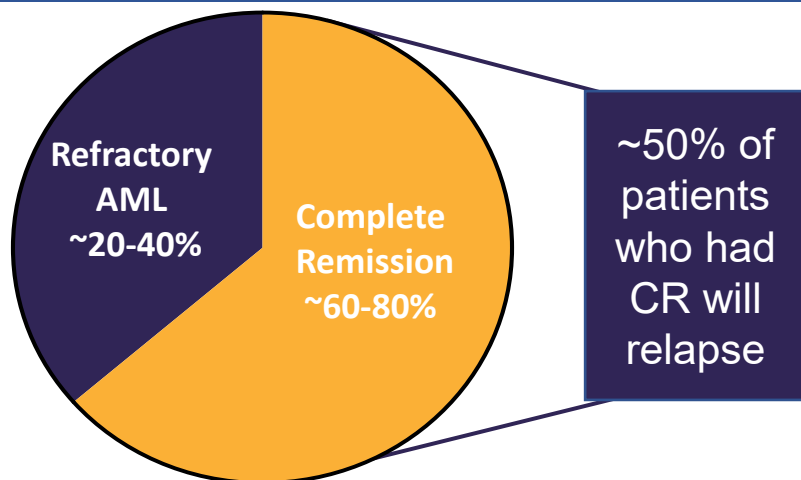 Refractory
AML
~20-40%
Complete
Remission
~60-80%
~50% of
patients
who had
CR will
relapse